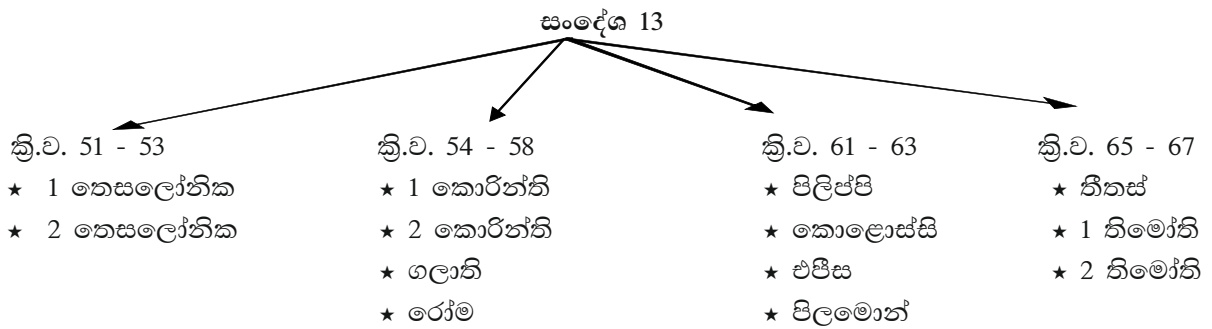 සංදේශ 13
ක්‍රි.ව. 51 - 53
★ 1 තෙසලෝනික
★ 2 තෙසලෝනික
ක්‍රි.ව. 54 - 58
★ 1 කොරින්ති
★ 2 කොරින්ති
★ ගලාති
★ රෝම
ක්‍රි.ව. 61 - 63
★ පිලිප්පි
★ කොළොස්සි
★ එපීස
★ පිලමොන්
ක්‍රි.ව. 65 - 67
★ තීතස්
★ 1 තිමෝති
★ 2 තිමෝති